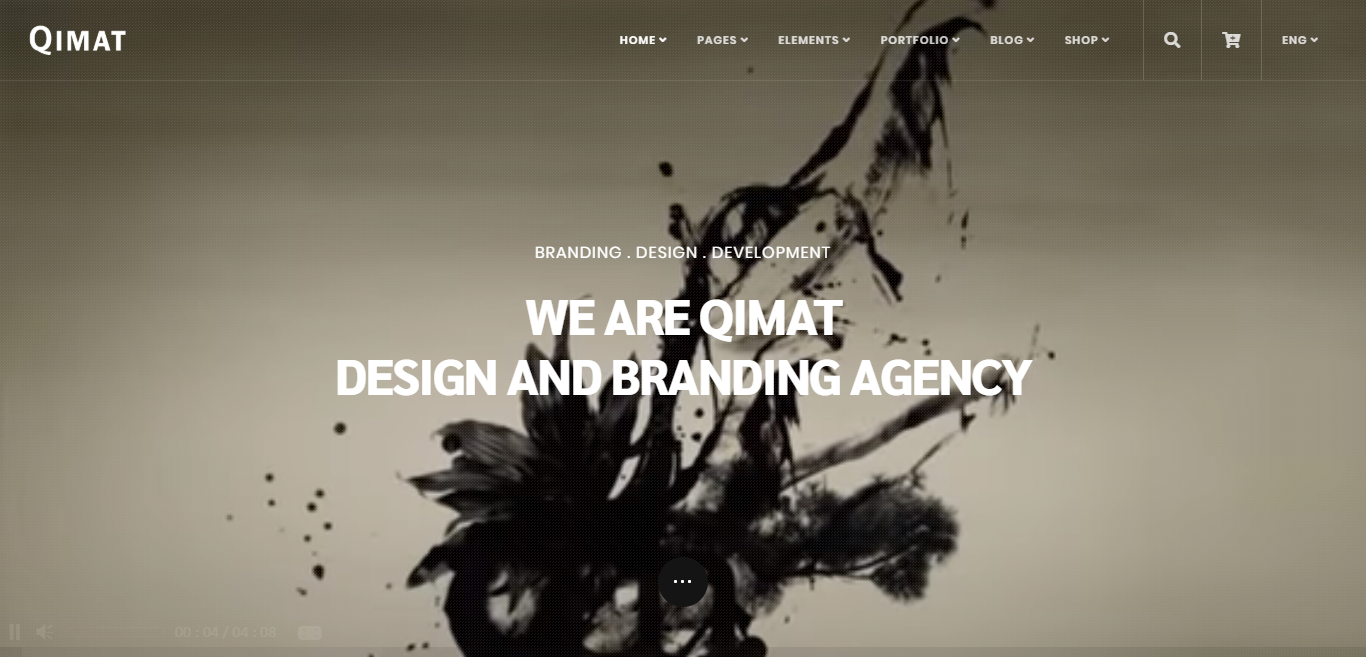 QIMAT
HOME
PAGES
ELEMENTS
PORTFOLIO
BLOG
SHOP
ENG
BRANDING . DESIGN . DEVELOPMENT
WE ARE QIMAT
DESIGN AND BRANDING AGENCY
...
00:04/04:08